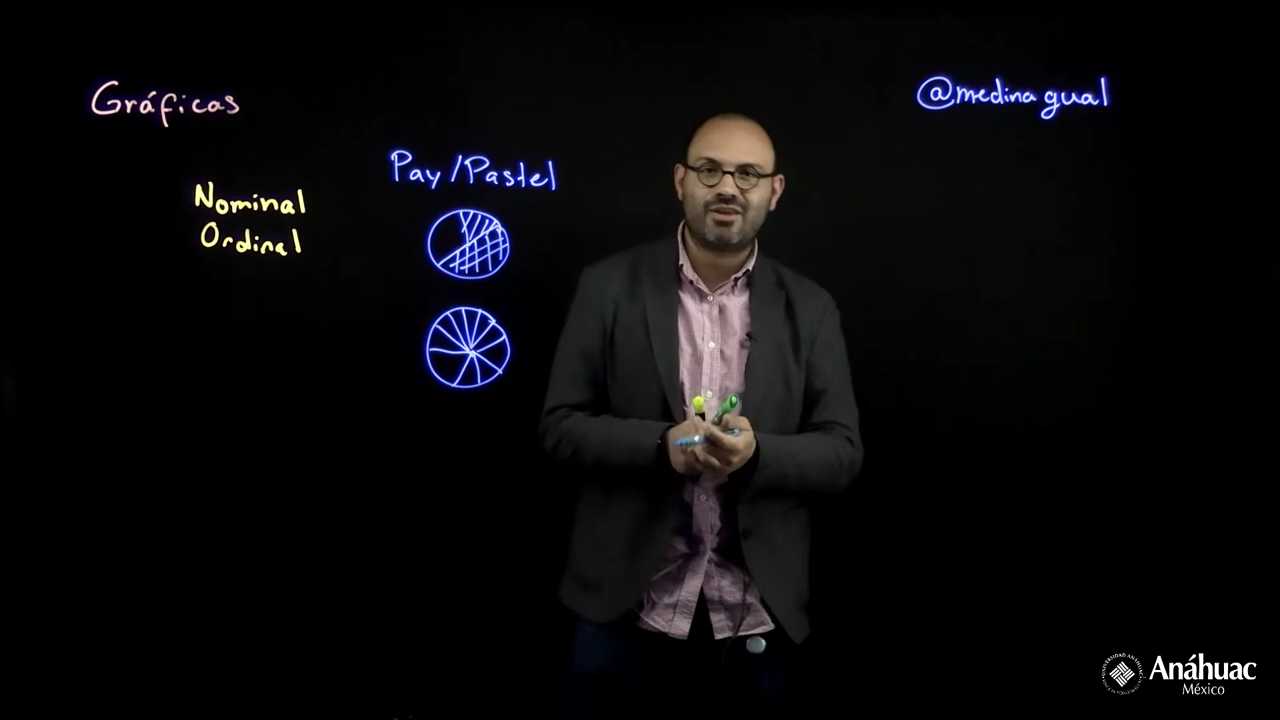 Gráficas
@medinagual
Pay/Pastel
Nominal
Ordinal
Anáhuac
México